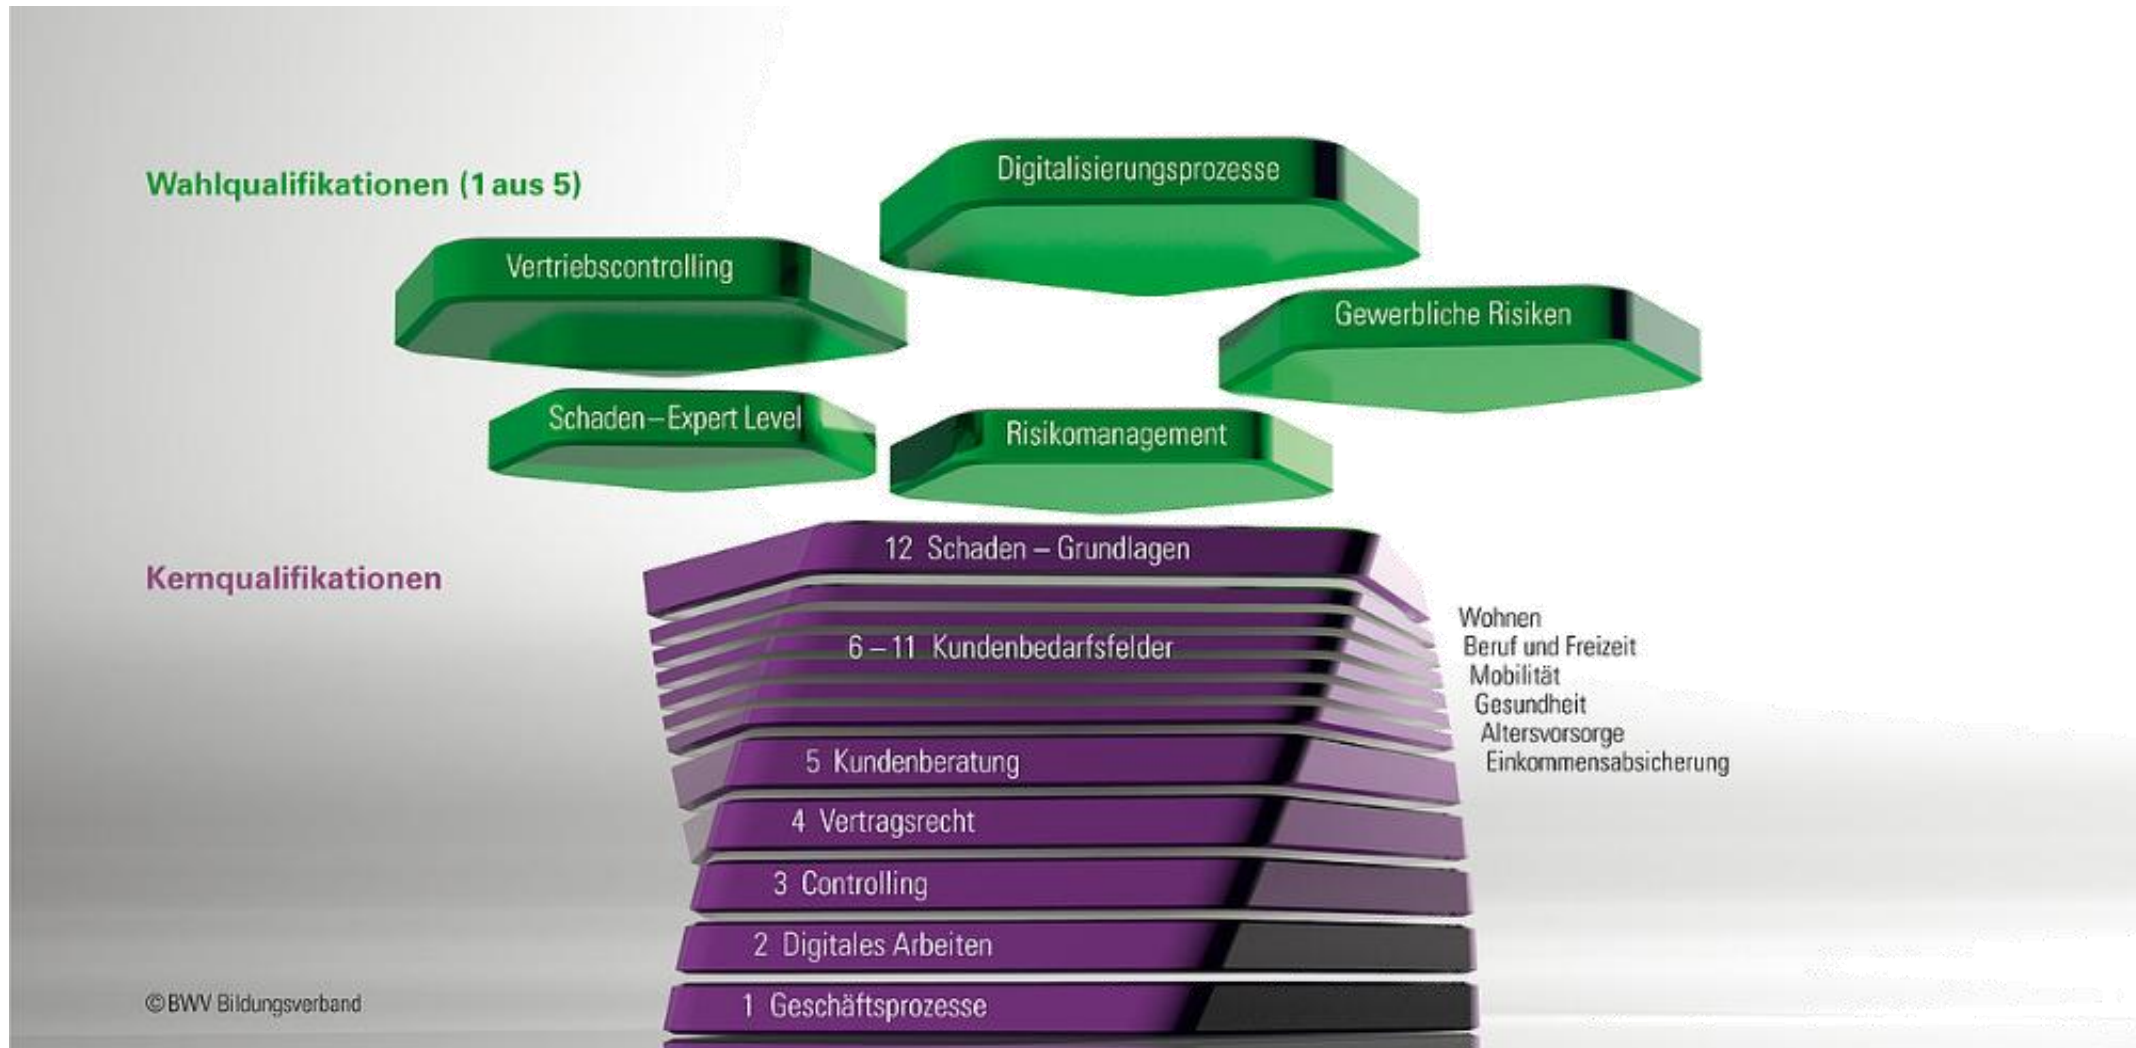 Wahlqualifikationen (1 aus 5)
Digitalisierungsprozesse
Vertriebscontrolling
Gewerbliche Risiken
Schaden–Expert Level
Risikomanagement
Kernqualifikationen
12 Schaden – Grundlagen
6 – 11 Kundenbedarfsfelder
Wohnen
Beruf und Freizeit
Mobilität
Gesundheit
Altersvorsorge
Einkommensabsicherung
5 Kundenberatung
4 Vertragsrecht
3 Controlling
2 Digitales Arbeiten
1 Geschäftsprozesse
©BWV Bildungsverband